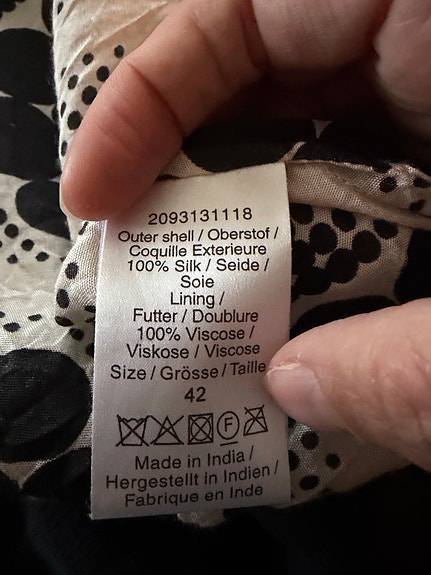 2093131118
Outer shell / Oberstof /
Coquille Exterieure
100% Silk / Seide /
Soie
Lining /
Futter / Doublure
100% Viscose /
Viskose / Viscose
Size / Grösse / Taille
42
F
Made in India /
Hergestellt in Indien /
Fabrique en Inde